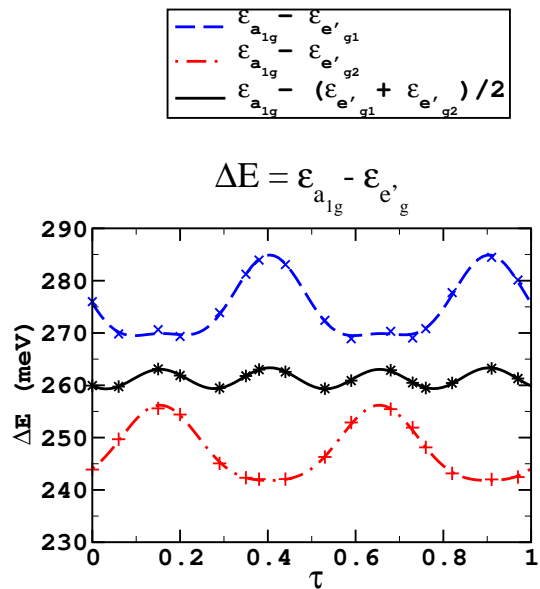 ε_{a_{1g}} − ε_{e′_{g1}}
ε_{a_{1g}} − ε_{e′_{g2}}
ε_{a_{1g}} − (ε_{e′_{g1}} + ε_{e′_{g2}})/2
ΔE = ε_{a_{1g}} - ε_{e’_{g}}
290
280
270
260
250
240
230
ΔE (meV)
0 0.2 0.4 0.6 0.8 1
τ